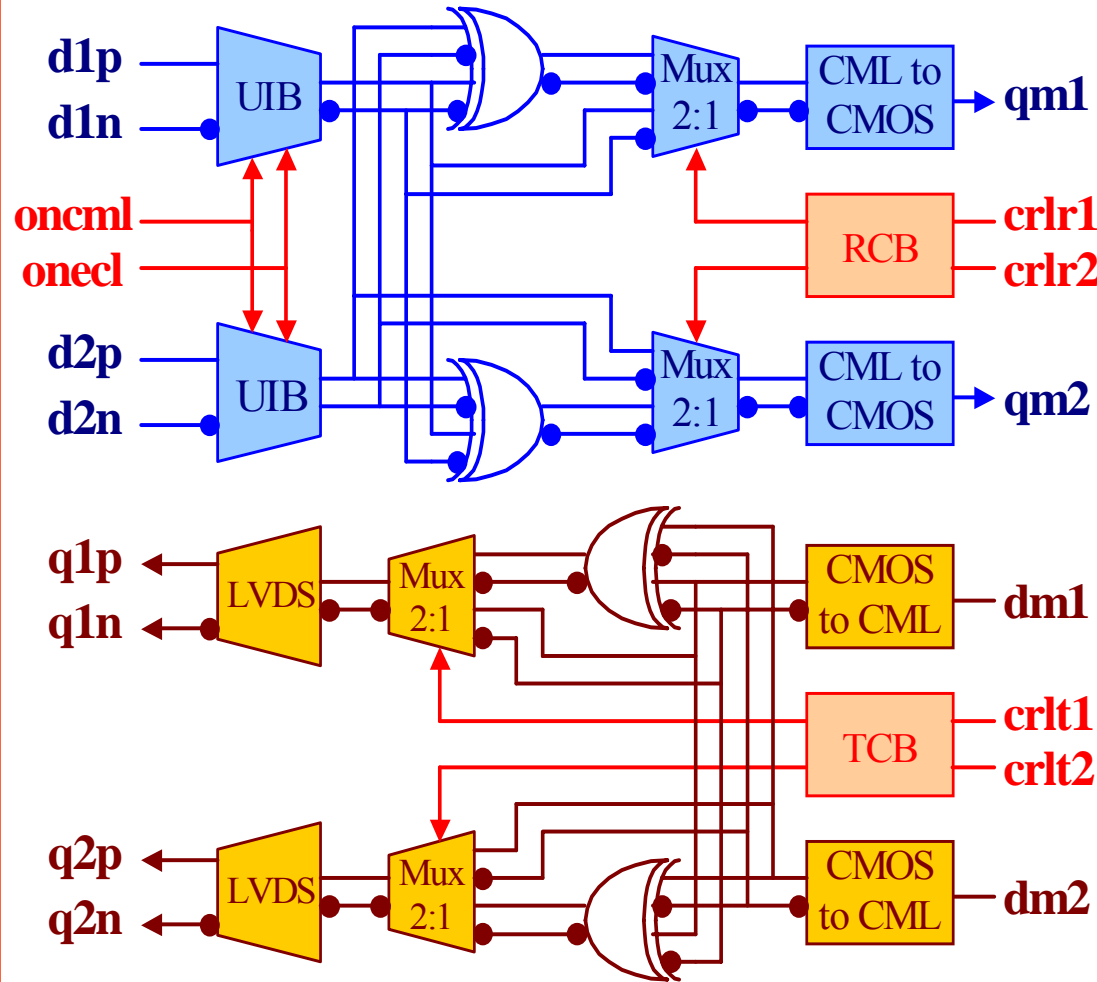 d1p
d1n
UIB
Mux
2:1
CML to
CMOS
qm1
oncml
onecl
RCB
crlr1
crlr2
d2p
d2n
UIB
Mux
2:1
CML to
CMOS
qm2
q1p
q1n
LVDS
Mux
2:1
CMOS
to CML
dm1
TCB
crlt1
crlt2
q2p
q2n
LVDS
Mux
2:1
CMOS
to CML
dm2